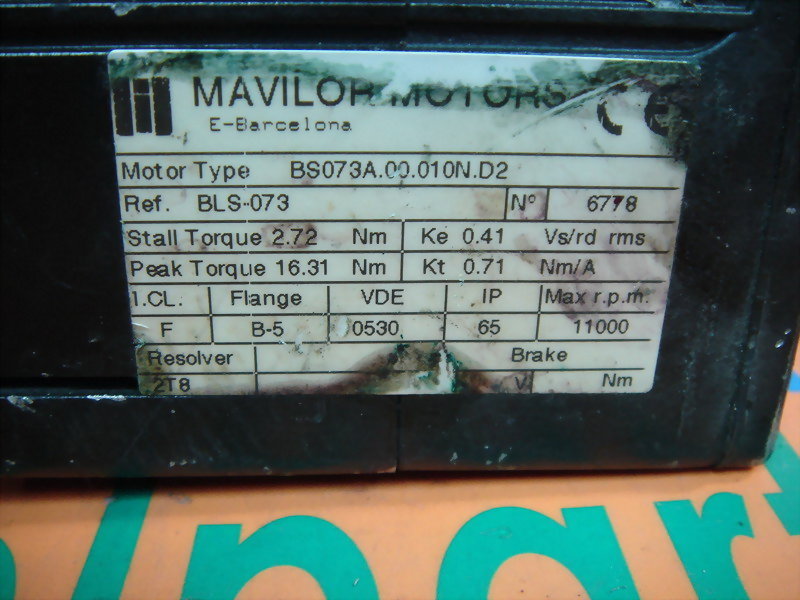 MAVILOR MOTORS CE
E-Barcelona
Motor Type BS073A.00.010N.D2
Ref. BLS-073 Nº 6778
Stall Torque 2.72 Nm Ke 0.41 Vs/rd rms
Peak Torque 16.31 Nm Kt 0.71 Nm/A
I.CL. Flange VDE IP Max r.p.m.
F B-5 0530 65 11000
Resolver Brake
2T8 V Nm